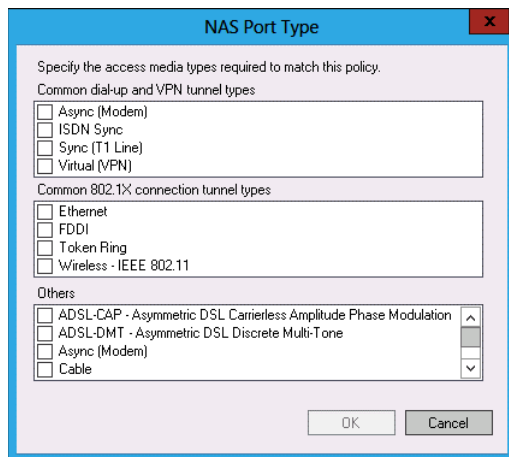 NAS Port Type
x
Specify the access media types required to match this policy.
Common dial-up and VPN tunnel types
Async (Modem)
ISDN Sync
Sync (T1 Line)
Virtual (VPN)
Common 802.1X connection tunnel types
Ethernet
FDDI
Token Ring
Wireless - IEEE 802.11
Others
ADSL-CAP - Asymmetric DSL Carrierless Amplitude Phase Modulation
ADSL-DMT - Asymmetric DSL Discrete Multi-Tone
Async (Modem)
Cable
OK
Cancel